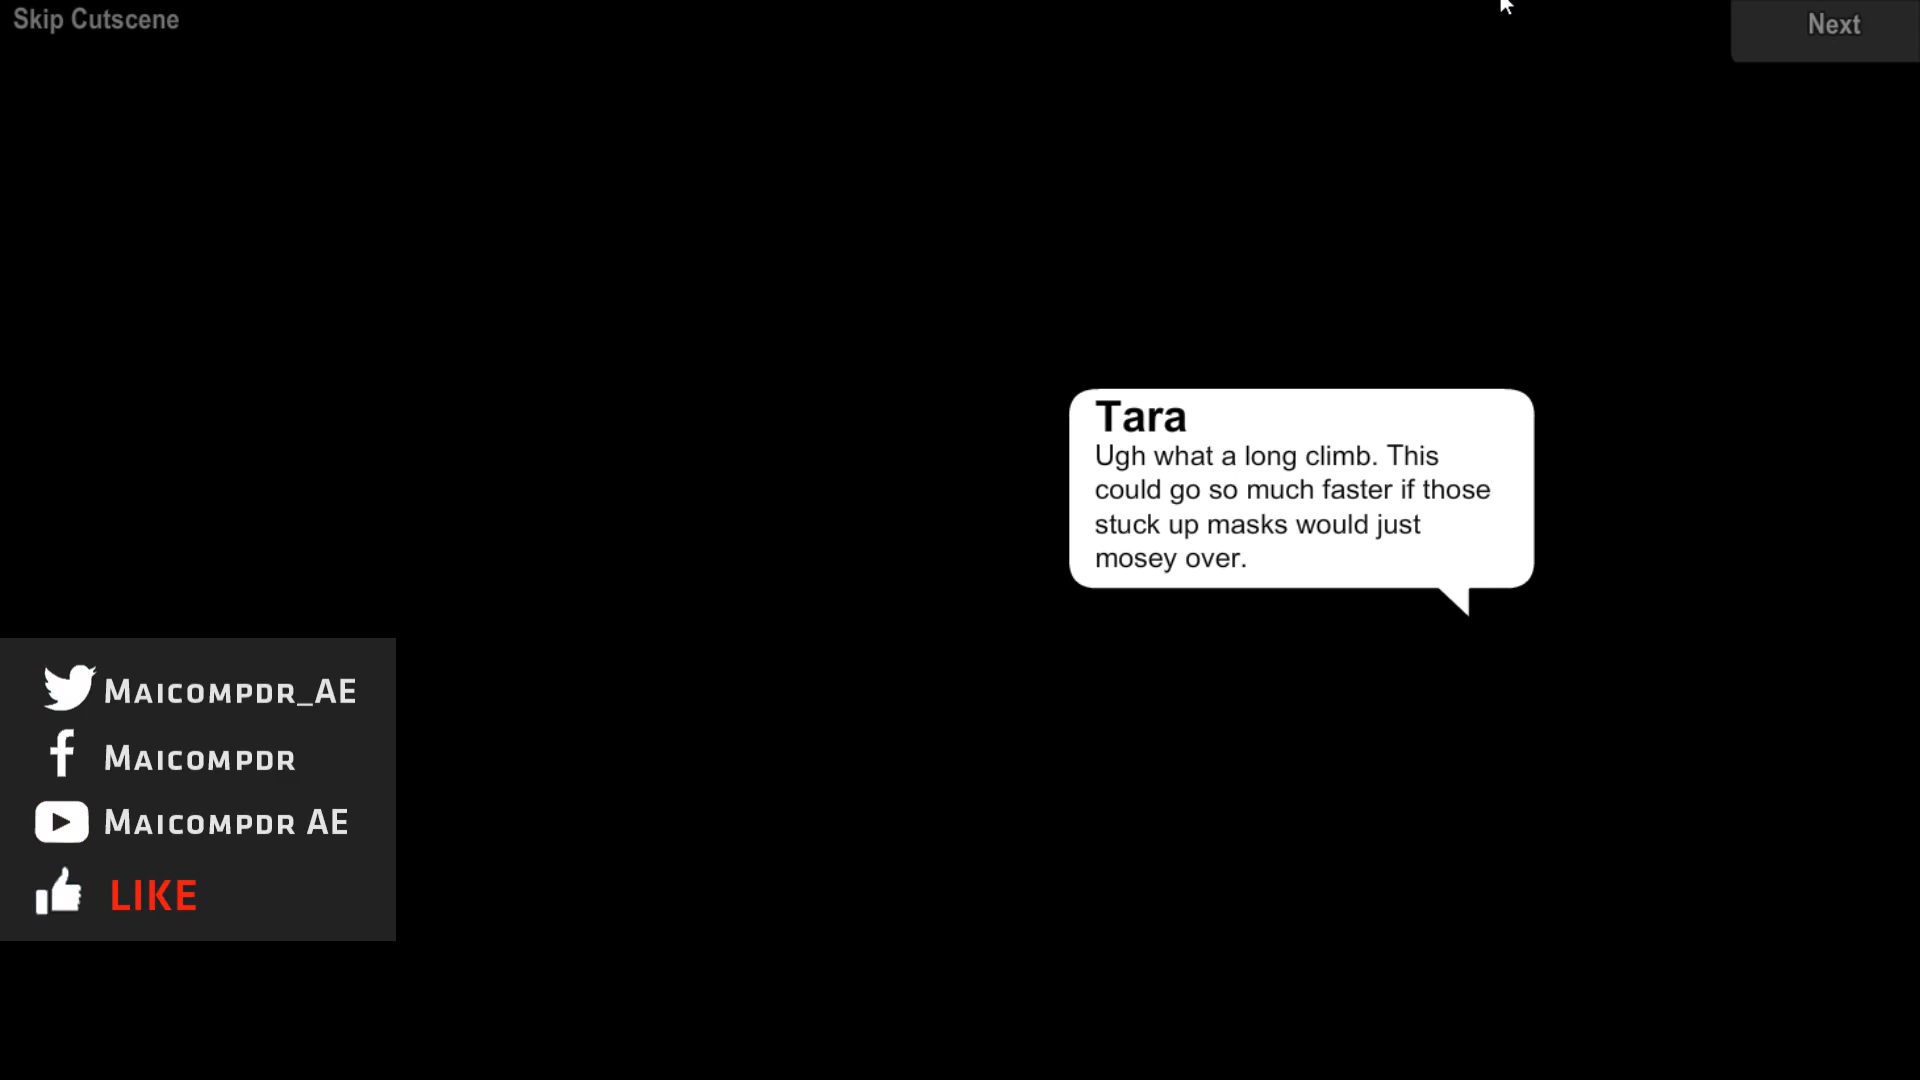 Skip Cutscene
Next
Tara
Ugh what a long climb. This
could go so much faster if those
stuck up masks would just
mosey over.
Maicompdr_AE
Maicompdr
Maicompdr AE
LIKE